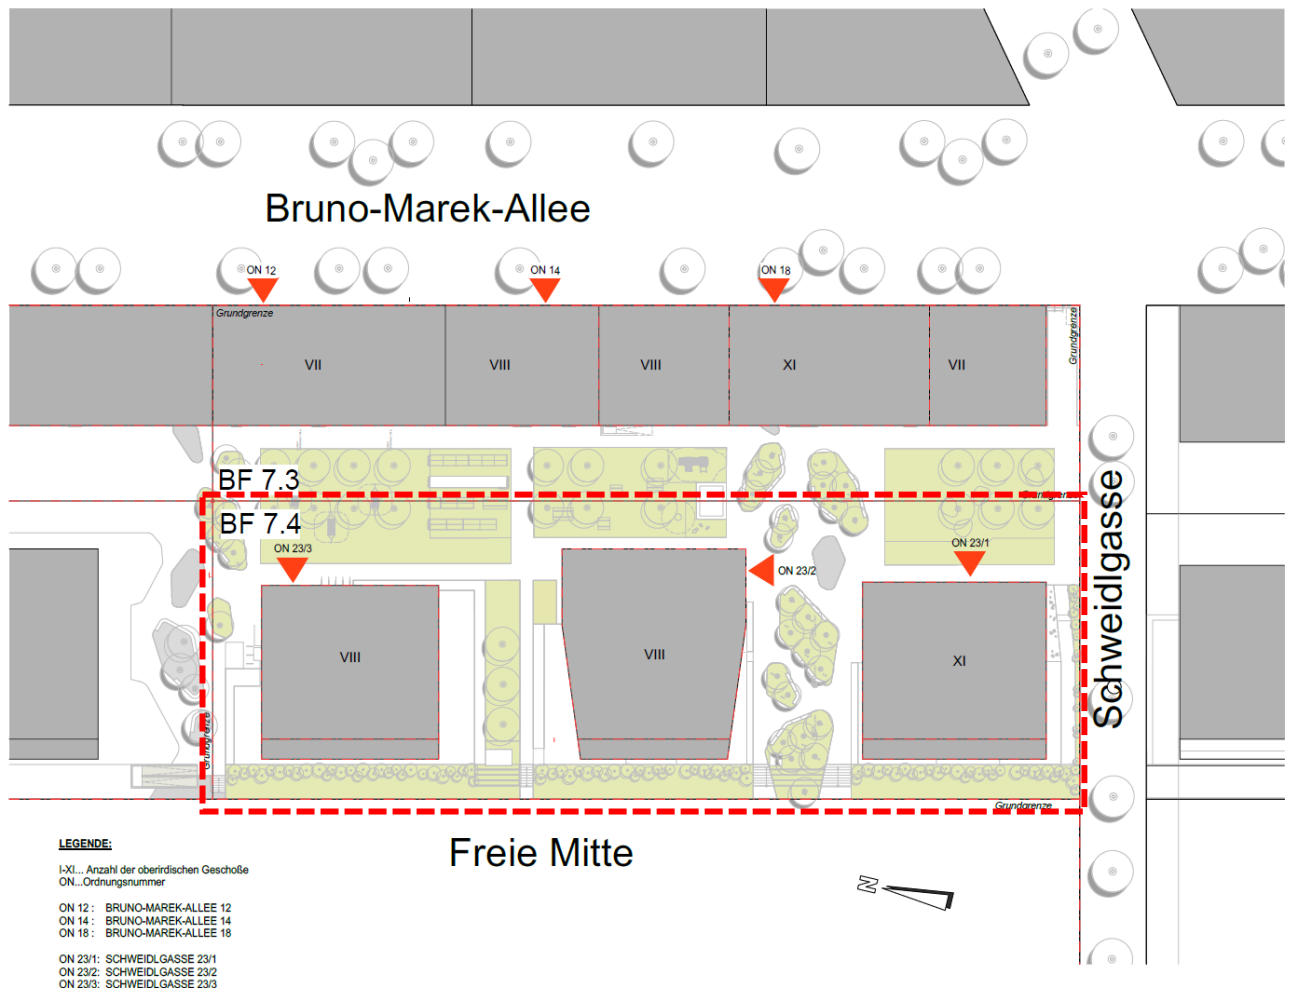 Bruno-Marek-Allee
ON 12
ON 14
ON 18
Grundgrenze
Grundgrenze
VII
VIII
VIII
XI
VII
BF 7.3
Grundgrenze
BF 7.4
ON 23/3
ON 23/2
ON 23/1
Schweidlgasse
VIII
VIII
XI
Grundgrenze
Grundgrenze
Freie Mitte
N
LEGENDE:
I-XI... Anzahl der oberirdischen Geschoße
ON...Ordnungsnummer
ON 12 : BRUNO-MAREK-ALLEE 12
ON 14 : BRUNO-MAREK-ALLEE 14
ON 18 : BRUNO-MAREK-ALLEE 18
ON 23/1: SCHWEIDLGASSE 23/1
ON 23/2: SCHWEIDLGASSE 23/2
ON 23/3: SCHWEIDLGASSE 23/3